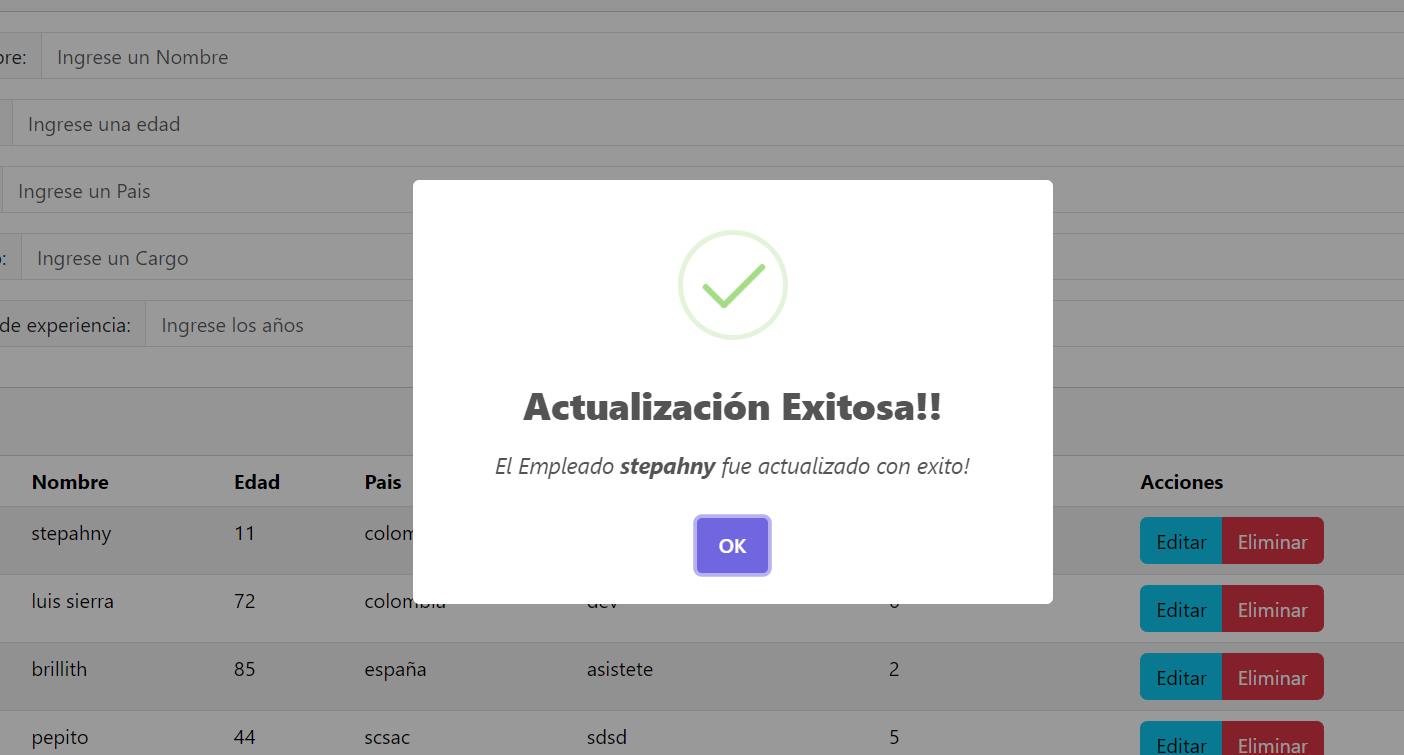 bre: Ingrese un Nombre
Ingrese una edad
Ingrese un Pais
o: Ingrese un Cargo
de experiencia: Ingrese los años
Actualización Exitosa!!
El Empleado stepahny fue actualizado con exito!
OK
Nombre Edad Pais Acciones
stepahny 11 colom Editar Eliminar
luis sierra 72 colombia dev Editar Eliminar
brillith 85 españa asistete 2 Editar Eliminar
pepito 44 scsac sdsd 5 Editar Eliminar